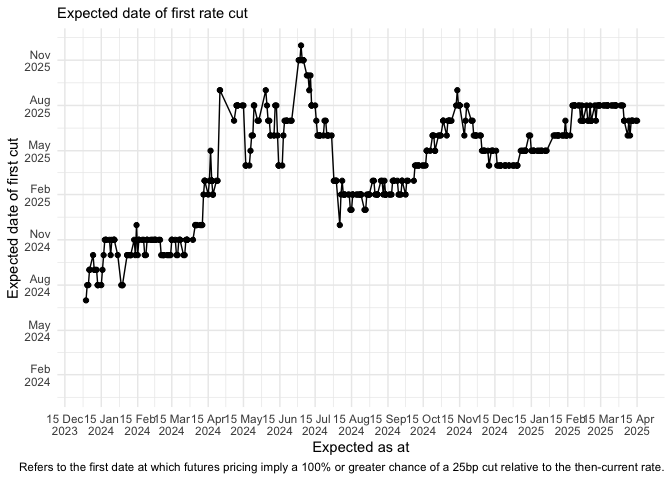 Expected date of first rate cut
Expected date of first cut
Nov
2025
Aug
2025
May
2025
Feb
2025
Nov
2024
Aug
2024
May
2024
Feb
2024
15 Dec 15 Jan 15 Feb 15 Mar 15 Apr 15 May 15 Jun 15 Jul 15 Aug 15 Sep 15 Oct 15 Nov 15 Dec 15 Jan 15 Feb 15 Mar 15 Apr
2023 2024 2024 2024 2024 2024 2024 2024 2024 2024 2024 2024 2024 2025 2025 2025 2025
Expected as at
Refers to the first date at which futures pricing imply a 100% or greater chance of a 25bp cut relative to the then-current rate.